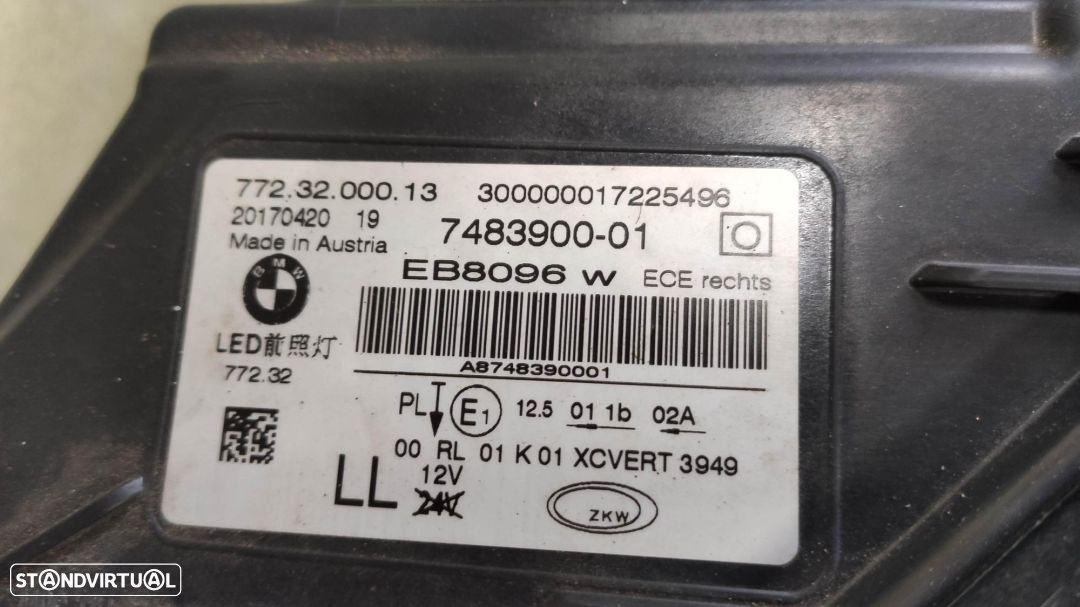 772.32.000.13 300000017225496
20170420 19 7483900-01
Made in Austria
EB8096 w ECE rechts
BMW
LED前照灯
772.32
A8748390001
PL E1 12.5 01 1b 02A
00 RL 01 K 01 XCVERT 3949
LL 12V
24V
ZKW
STANDVIRTUAL